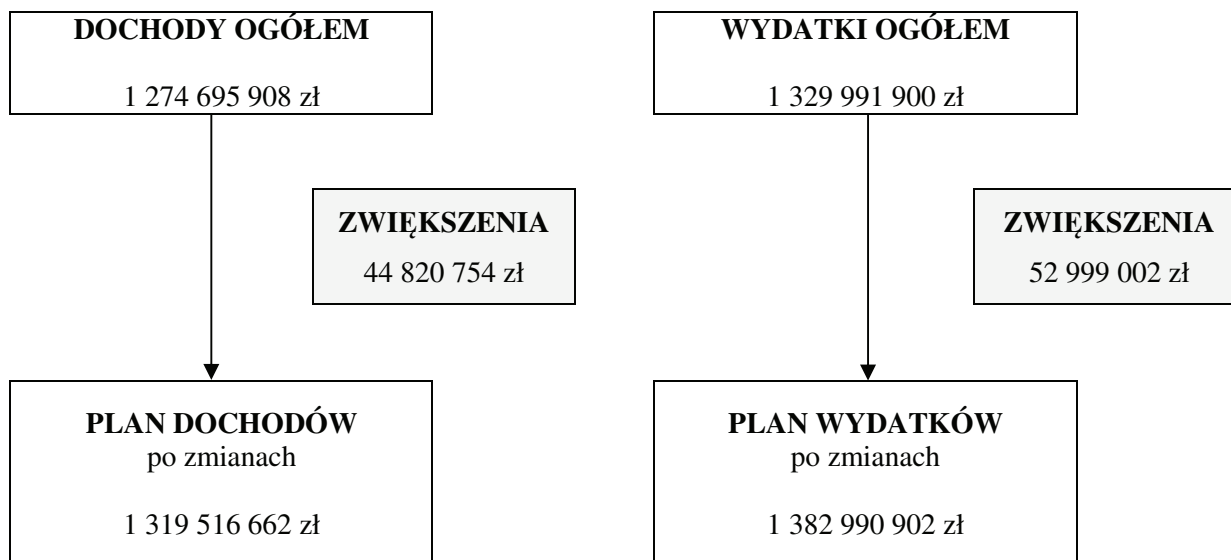 DOCHODY OGÓŁEM
1 274 695 908 zł
WYDATKI OGÓŁEM
1 329 991 900 zł
ZWIĘKSZENIA
44 820 754 zł
ZWIĘKSZENIA
52 999 002 zł
PLAN DOCHODÓW
po zmianach
1 319 516 662 zł
PLAN WYDATKÓW
po zmianach
1 382 990 902 zł